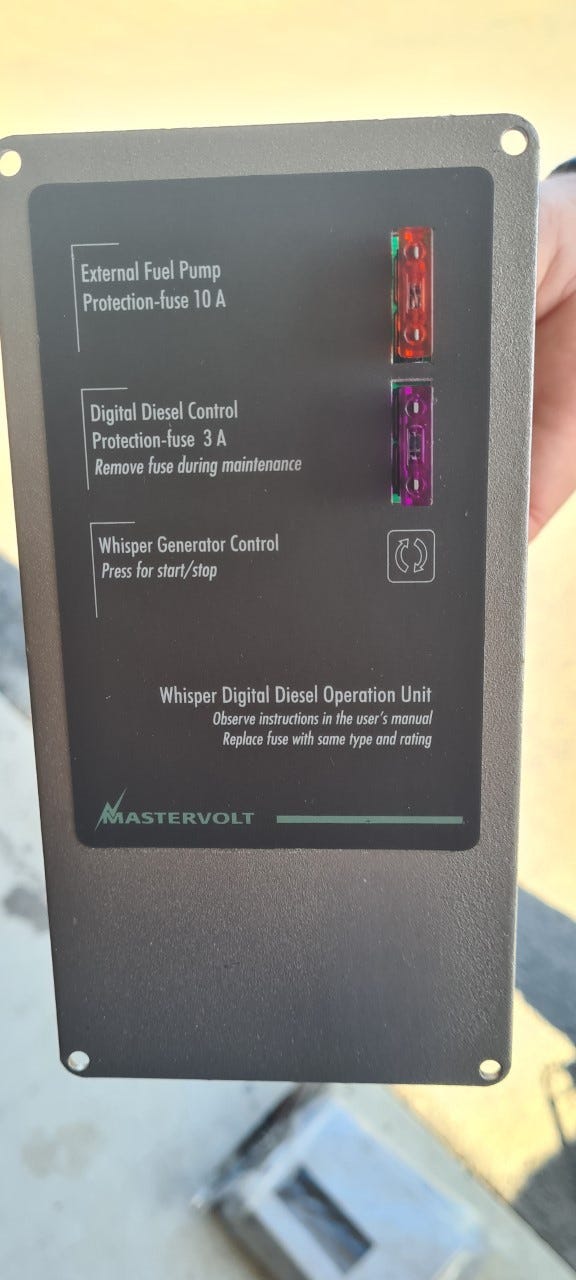 External Fuel Pump
Protection-fuse 10 A
Digital Diesel Control
Protection-fuse 3 A
Remove fuse during maintenance
Whisper Generator Control
Press for start/stop
Whisper Digital Diesel Operation Unit
Observe instructions in the user's manual
Replace fuse with same type and rating
MASTERVOLT